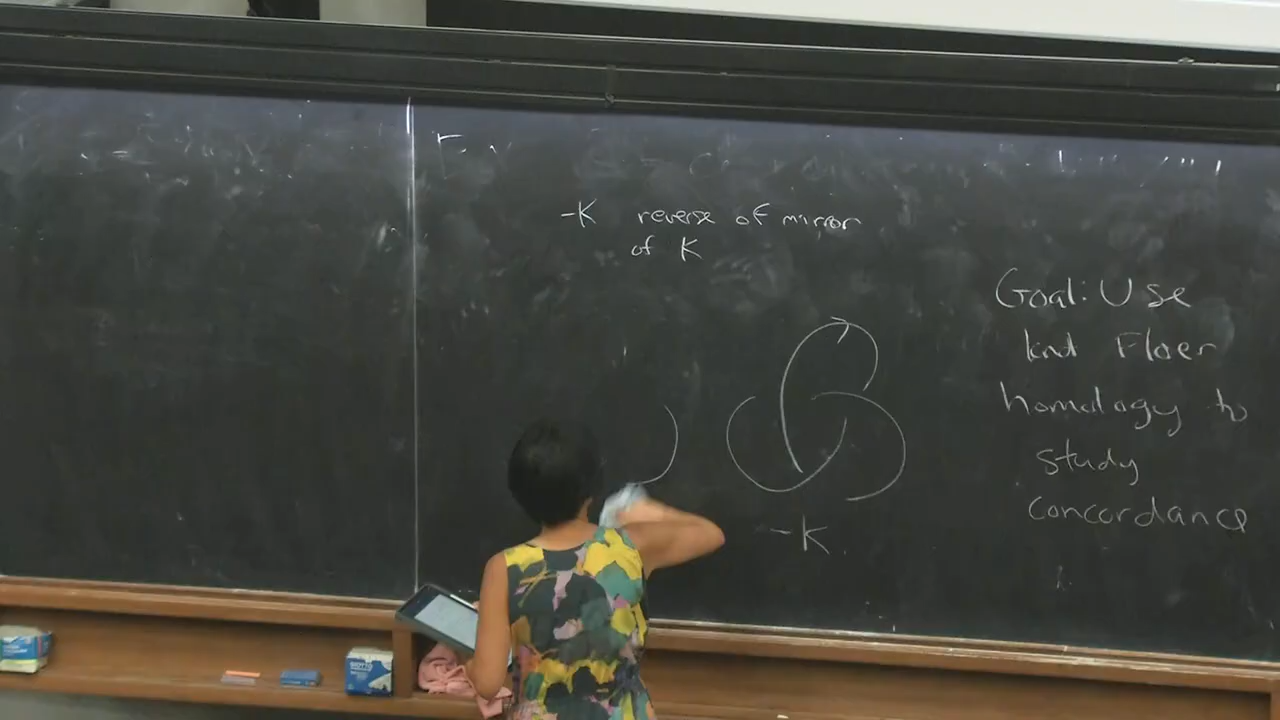 -K reverse of mirror
of K
-K
Goal: Use
knot Floer
homology to
study
concordance